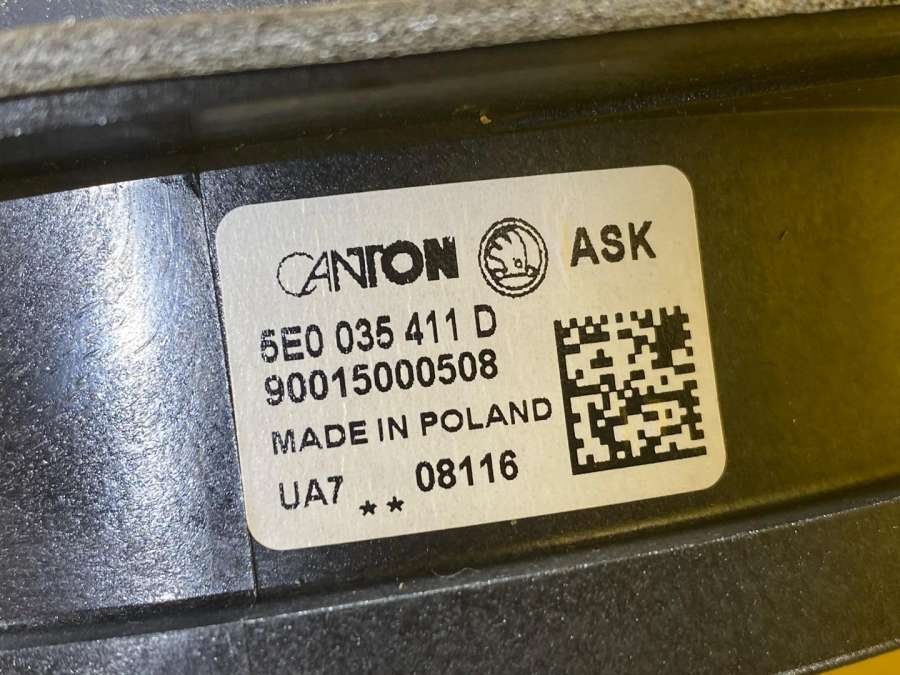 CANTON ASK
5E0 035 411 D
90015000508
MADE IN POLAND
UA7 ** 08116